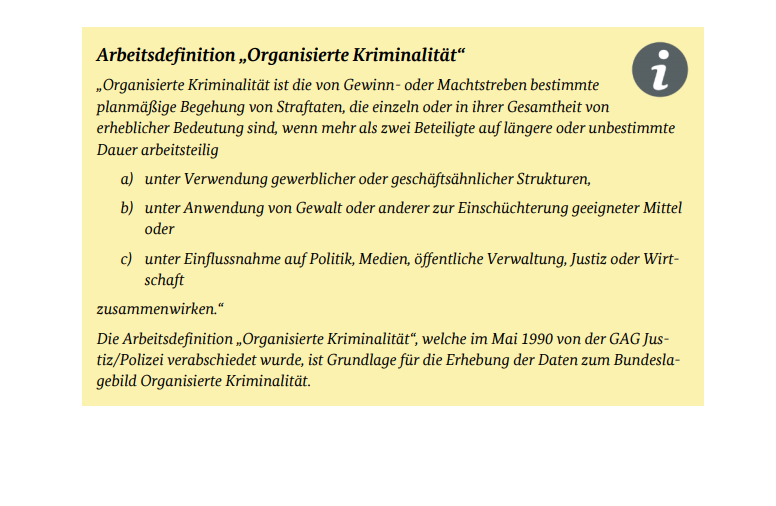 Arbeitsdefinition „Organisierte Kriminalität“
„Organisierte Kriminalität ist die von Gewinn- oder Machtstreben bestimmte
planmäßige Begehung von Straftaten, die einzeln oder in ihrer Gesamtheit von
erheblicher Bedeutung sind, wenn mehr als zwei Beteiligte auf längere oder unbestimmte
Dauer arbeitsteilig
a) unter Verwendung gewerblicher oder geschäftsähnlicher Strukturen,
b) unter Anwendung von Gewalt oder anderer zur Einschüchterung geeigneter Mittel
oder
c) unter Einflussnahme auf Politik, Medien, öffentliche Verwaltung, Justiz oder Wirt-
schaft
zusammenwirken.“
Die Arbeitsdefinition „Organisierte Kriminalität“, welche im Mai 1990 von der GAG Jus-
tiz/Polizei verabschiedet wurde, ist Grundlage für die Erhebung der Daten zum Bundesla-
gebild Organisierte Kriminalität.